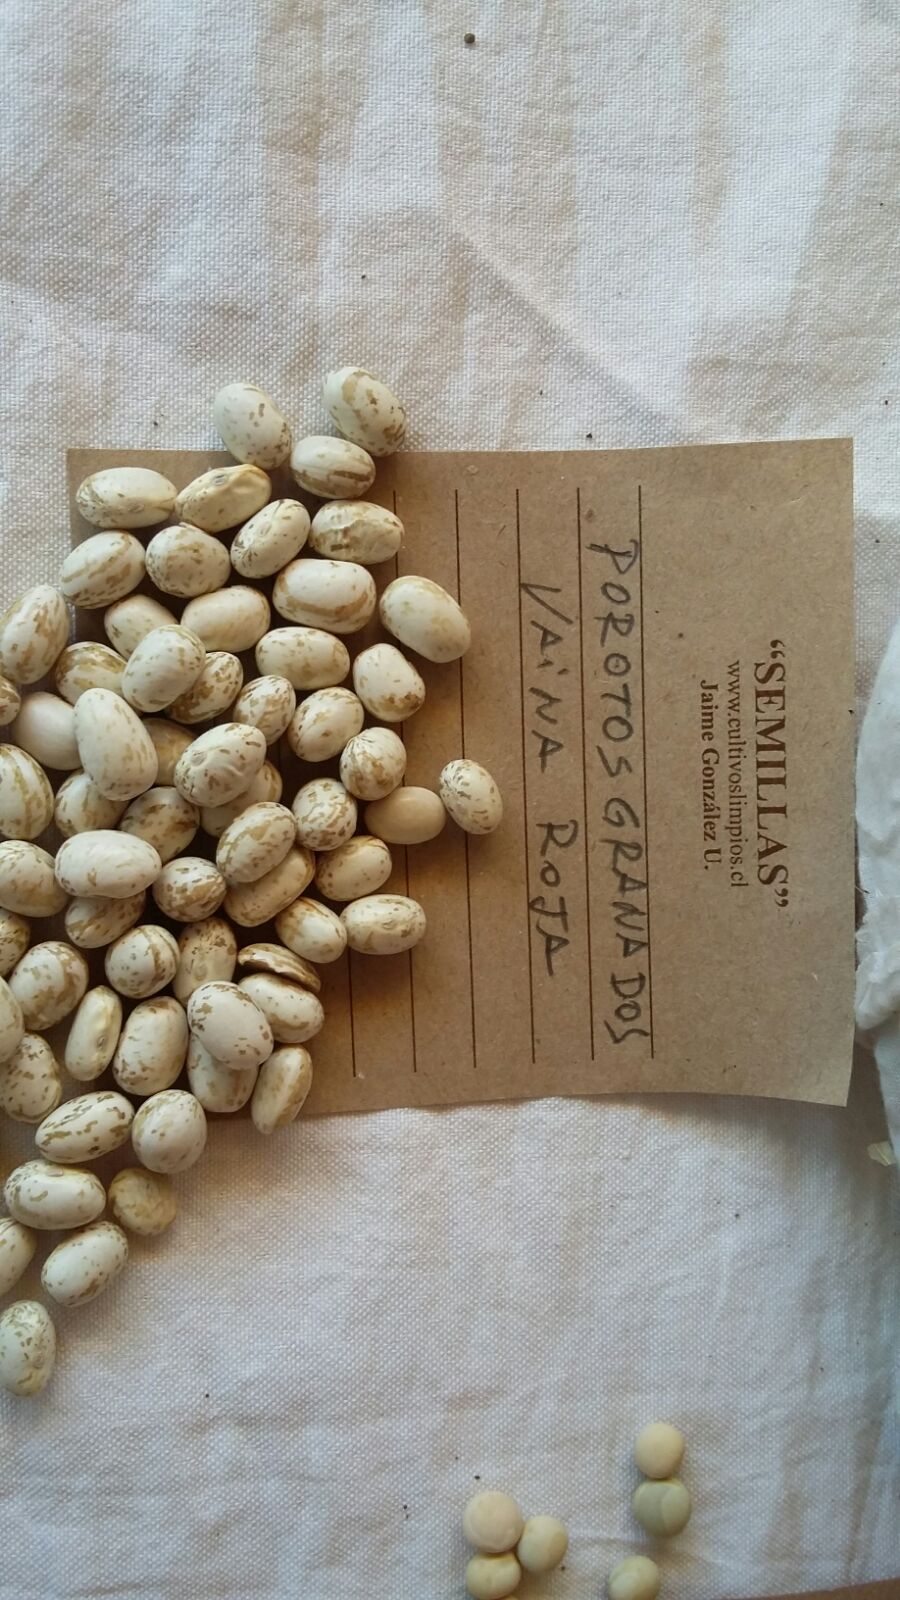 “SEMILLAS”
www.cultivoslimpios.cl
Jaime González U.
POROTOS GRANADOS
VAiNA ROJA